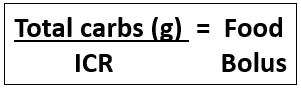 Total carbs (g) = Food
ICR Bolus